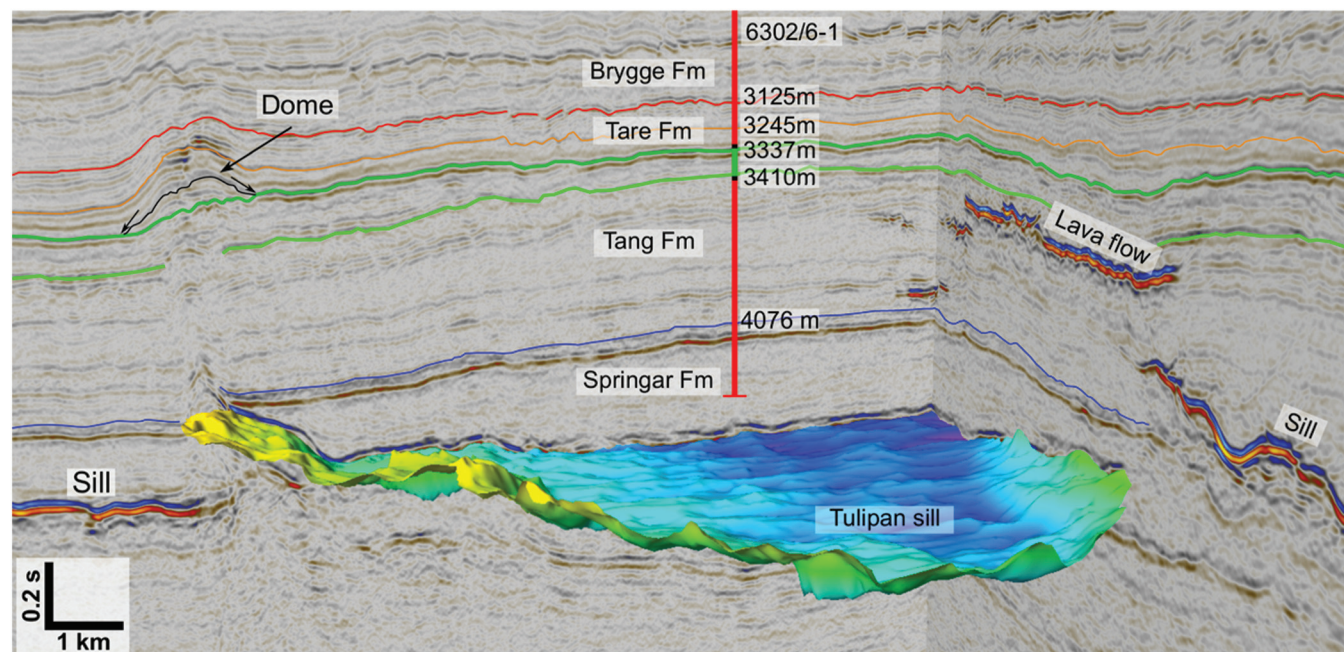 6302/6-1
Brygge Fm
3125m
Dome
3245m
Tare Fm
3337m
3410m
Lava flow
Tang Fm
4076 m
Springar Fm
Sill
Sill
Tulipan sill
0.2 s
1 km